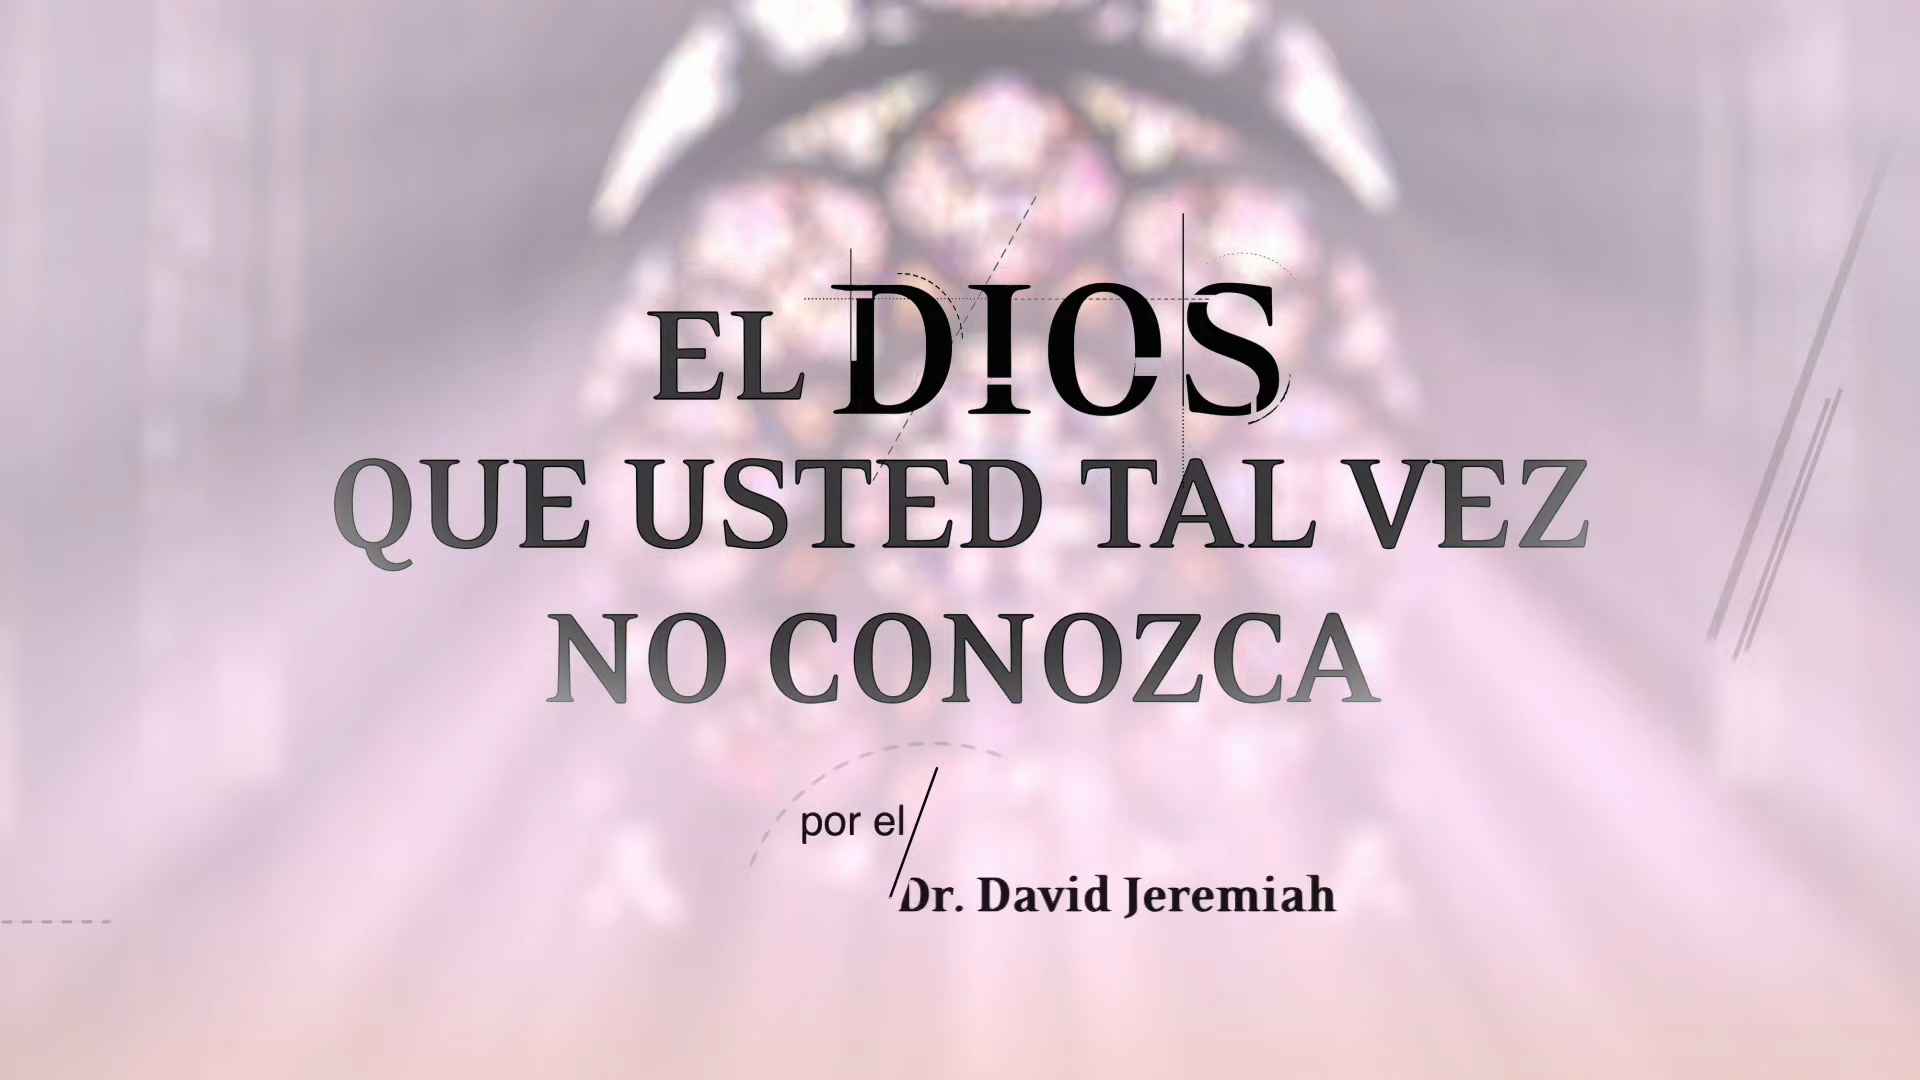 EL DIOS
QUE USTED TAL VEZ
NO CONOZCA
por el
Dr. David Jeremiah